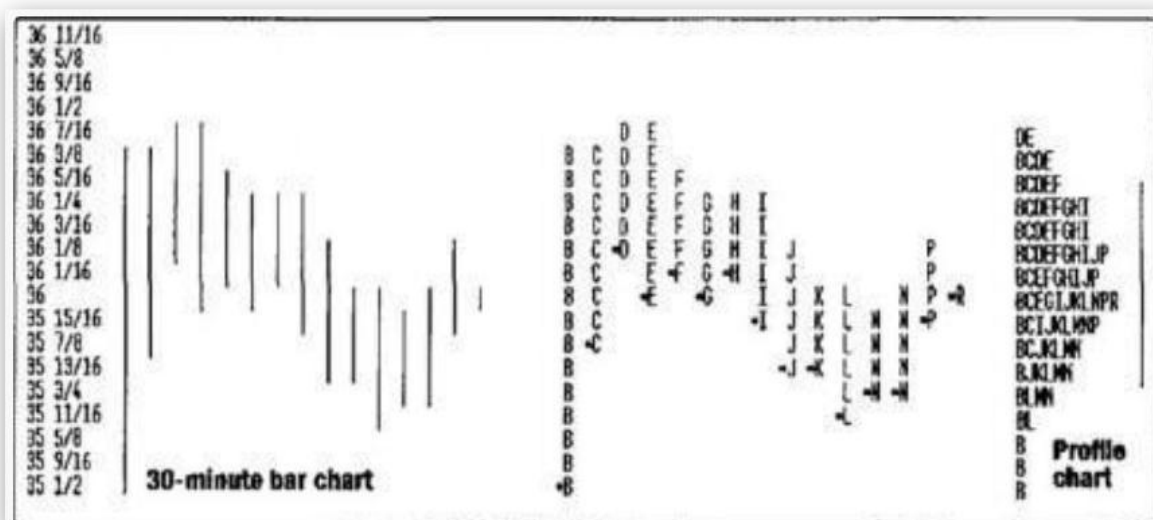 36 11/16
36 5/8
36 9/16
36 1/2
36 7/16 D E DE
36 3/8 B C D E BCDE
36 5/16 B C D E F BCDEF
36 1/4 B C D E F G H I BCDEFGHI
36 3/16 B C D E F G H I BCDEFGHI
36 1/8 B C D E F G H I J P BCDEFGHIJP
36 1/16 B C E F G H I J P BCEFGHIJP
36 B C E G I J K L N P R BCEGIJKLNPR
35 15/16 B C I J K L M N P BCIJKLMNP
35 7/8 B C J K L M N BCJKLMN
35 13/16 B J K L M N BJKLMN
35 3/4 B L M N BLMN
35 11/16 B L BL
35 5/8 B B
35 9/16 30-minute bar chart B B Profile
35 1/2 B B chart